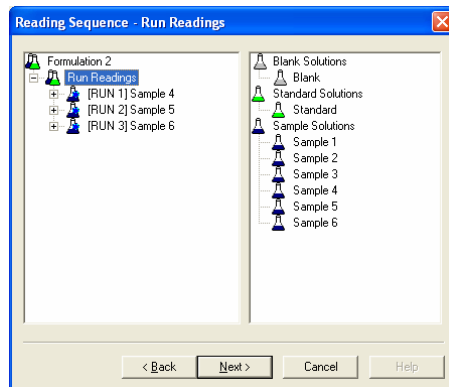 Reading Sequence - Run Readings
Formulation 2
Run Readings
[RUN 1] Sample 4
[RUN 2] Sample 5
[RUN 3] Sample 6
Blank Solutions
Blank
Standard Solutions
Standard
Sample Solutions
Sample 1
Sample 2
Sample 3
Sample 4
Sample 5
Sample 6
< Back
Next >
Cancel
Help